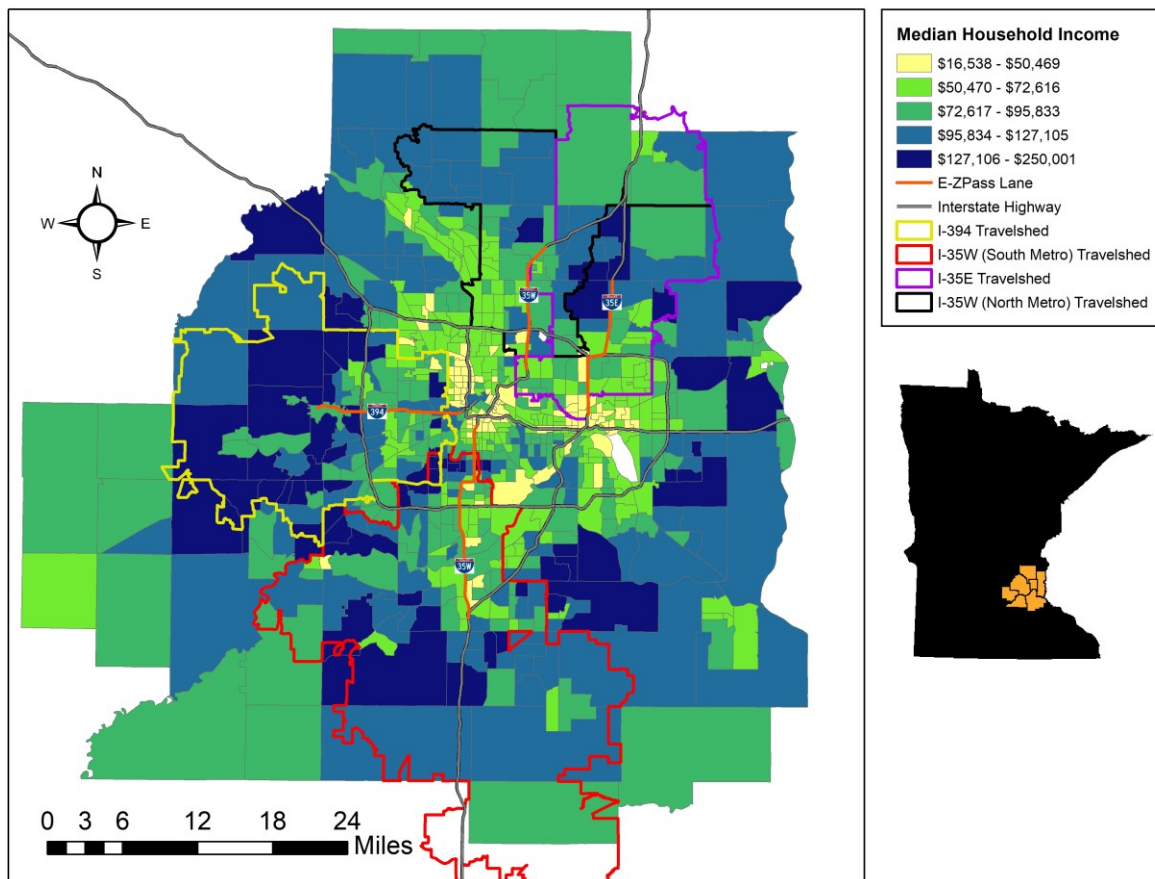 N
W E
S
35W
35E
394
35W
0 3 6 12 18 24
Miles
Median Household Income
$16,538 - $50,469
$50,470 - $72,616
$72,617 - $95,833
$95,834 - $127,105
$127,106 - $250,001
E-ZPass Lane
Interstate Highway
I-394 Travelshed
I-35W (South Metro) Travelshed
I-35E Travelshed
I-35W (North Metro) Travelshed